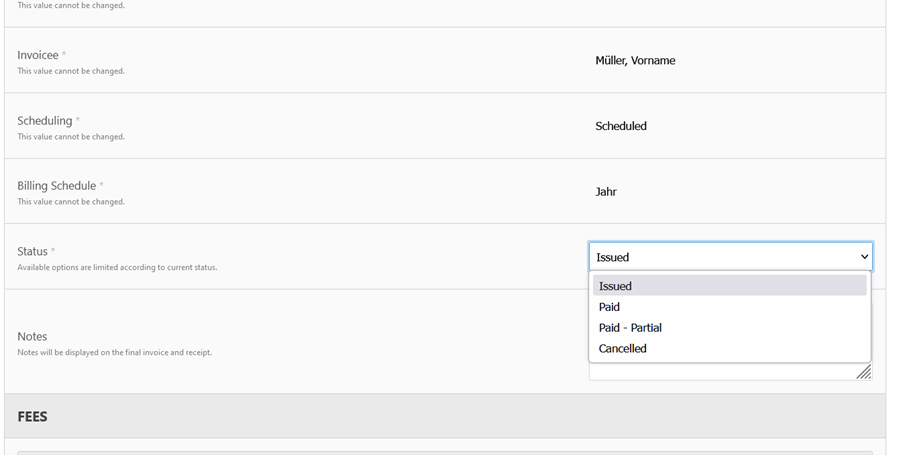 This value cannot be changed.
Invoicee *
This value cannot be changed.
Müller, Vorname
Scheduling *
This value cannot be changed.
Scheduled
Billing Schedule *
This value cannot be changed.
Jahr
Status *
Available options are limited according to current status.
Issued
Issued
Paid
Paid - Partial
Cancelled
Notes
Notes will be displayed on the final invoice and receipt.
FEES